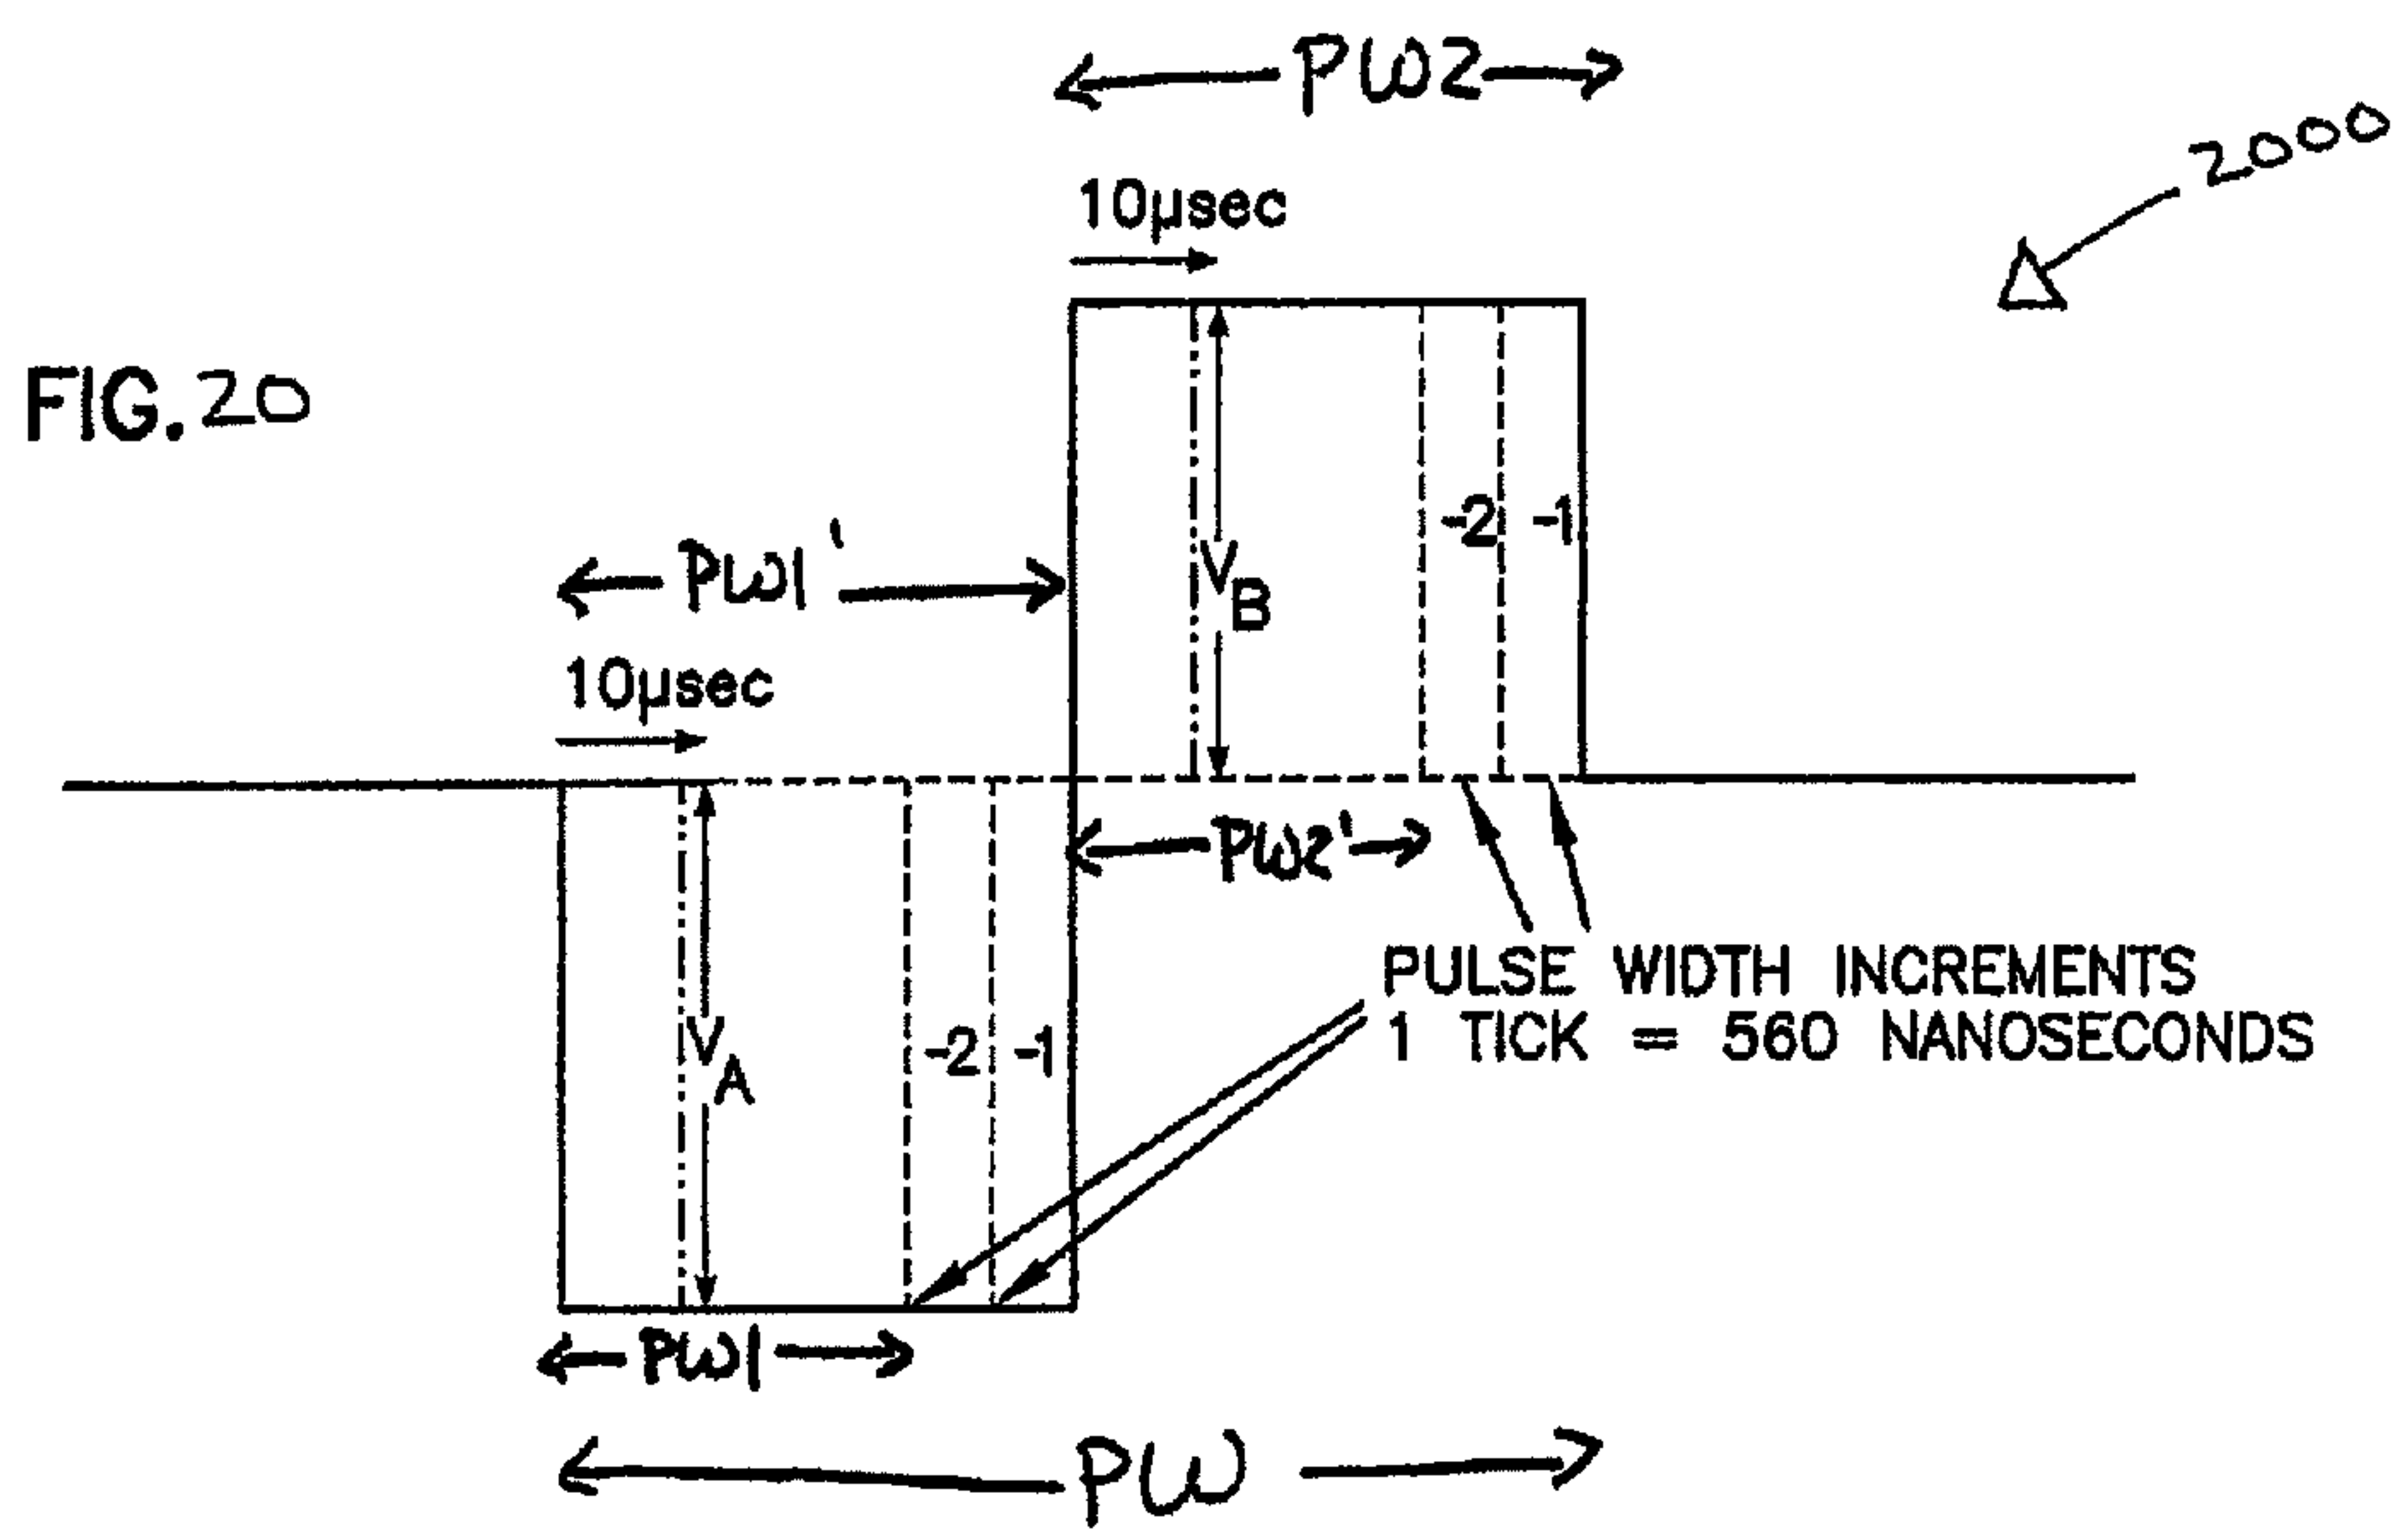 PW2
2000
10µsec
FIG.20
-2 -1
PW1'
VB
10µsec
PW2'
PULSE WIDTH INCREMENTS
1 TICK = 560 NANOSECONDS
VA
-2 -1
PW1
PW